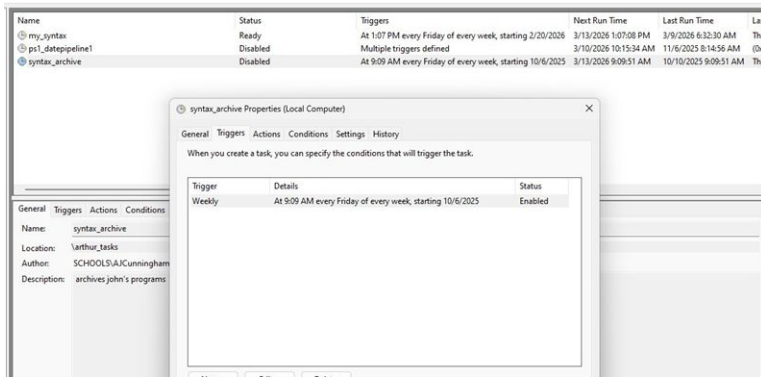 Name Status Triggers Next Run Time Last Run Time La
my_syntax Ready At 1:07 PM every Friday of every week, starting 2/20/2026 3/13/2026 1:07:08 PM 3/9/2026 6:32:30 AM Th
ps1_datepipeline1 Disabled Multiple triggers defined 3/10/2026 10:15:34 AM 11/6/2025 8:14:56 AM (0x
syntax_archive Disabled At 9:09 AM every Friday of every week, starting 10/6/2025 3/13/2026 9:09:51 AM 10/10/2025 9:09:51 AM Th
syntax_archive Properties (Local Computer)
General Triggers Actions Conditions Settings History
When you create a task, you can specify the conditions that will trigger the task.
Trigger Details Status
Weekly At 9:09 AM every Friday of every week, starting 10/6/2025 Enabled
General Triggers Actions Conditions
Name: syntax_archive
Location: \arthur_tasks
Author: SCHOOLS\AJCunningham
Description: archives john's programs